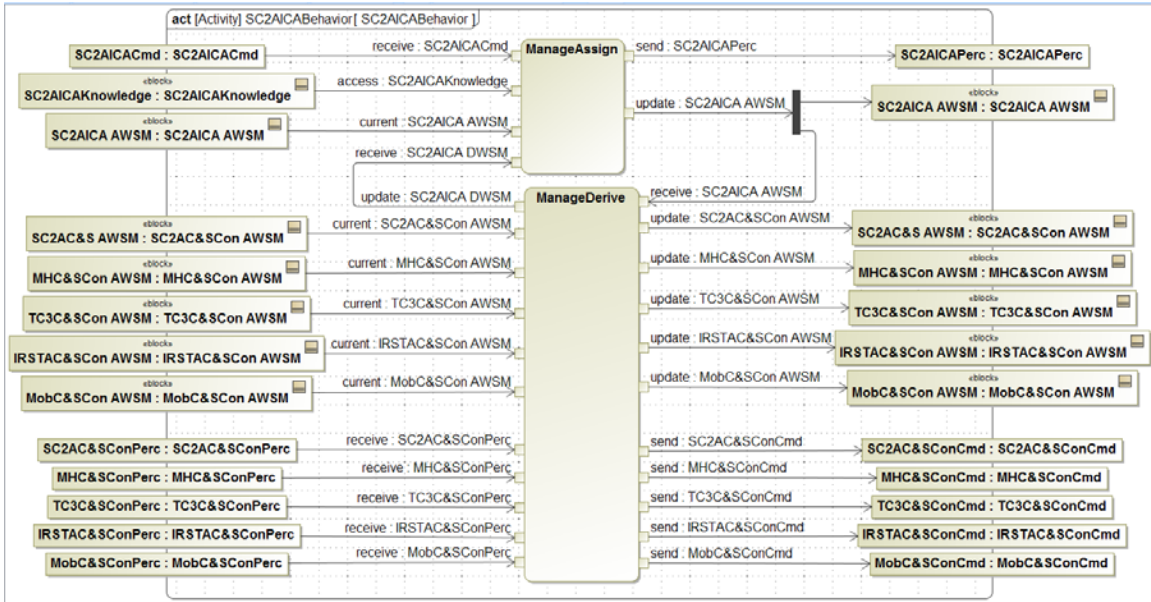 act [Activity] SC2AICABehavior[ SC2AICABehavior ]
SC2AICACmd : SC2AICACmd
receive : SC2AICACmd
ManageAssign
send : SC2AICAPerc
SC2AICAPerc : SC2AICAPerc
«block»
SC2AICAKnowledge : SC2AICAKnowledge
access : SC2AICAKnowledge
«block»
SC2AICA AWSM : SC2AICA AWSM
current : SC2AICA AWSM
update : SC2AICA AWSM
«block»
SC2AICA AWSM : SC2AICA AWSM
receive : SC2AICA DWSM
update : SC2AICA DWSM
ManageDerive
receive : SC2AICA AWSM
«block»
SC2AC&S AWSM : SC2AC&SCon AWSM
current : SC2AC&SCon AWSM
update : SC2AC&SCon AWSM
«block»
SC2AC&S AWSM : SC2AC&SCon AWSM
«block»
MHC&SCon AWSM : MHC&SCon AWSM
current : MHC&SCon AWSM
update : MHC&SCon AWSM
«block»
MHC&SCon AWSM : MHC&SCon AWSM
«block»
TC3C&SCon AWSM : TC3C&SCon AWSM
current : TC3C&SCon AWSM
update : TC3C&SCon AWSM
«block»
TC3C&SCon AWSM : TC3C&SCon AWSM
«block»
IRSTAC&SCon AWSM : IRSTAC&SCon AWSM
current : IRSTAC&SCon AWSM
update : IRSTAC&SCon AWSM
«block»
IRSTAC&SCon AWSM : IRSTAC&SCon AWSM
«block»
MobC&SCon AWSM : MobC&SCon AWSM
current : MobC&SCon AWSM
update : MobC&SCon AWSM
«block»
MobC&SCon AWSM : MobC&SCon AWSM
SC2AC&SConPerc : SC2AC&SConPerc
receive : SC2AC&SConPerc
send : SC2AC&SConCmd
SC2AC&SConCmd : SC2AC&SConCmd
MHC&SConPerc : MHC&SConPerc
receive : MHC&SConPerc
send : MHC&SConCmd
MHC&SConCmd : MHC&SConCmd
TC3C&SConPerc : TC3C&SConPerc
receive : TC3C&SConPerc
send : TC3C&SConCmd
TC3C&SConCmd : TC3C&SConCmd
IRSTAC&SConPerc : IRSTAC&SConPerc
receive : IRSTAC&SConPerc
send : IRSTAC&SConCmd
IRSTAC&SConCmd : IRSTAC&SConCmd
MobC&SConPerc : MobC&SConPerc
receive : MobC&SConPerc
send : MobC&SConCmd
MobC&SConCmd : MobC&SConCmd